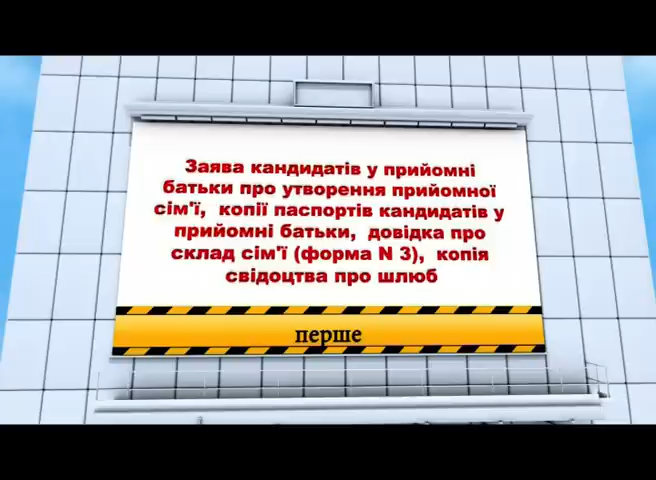 Заява кандидатів у прийомні
батьки про утворення прийомної
сім'ї, копії паспортів кандидатів у
прийомні батьки, довідка про
склад сім'ї (форма N 3), копія
свідоцтва про шлюб
перше